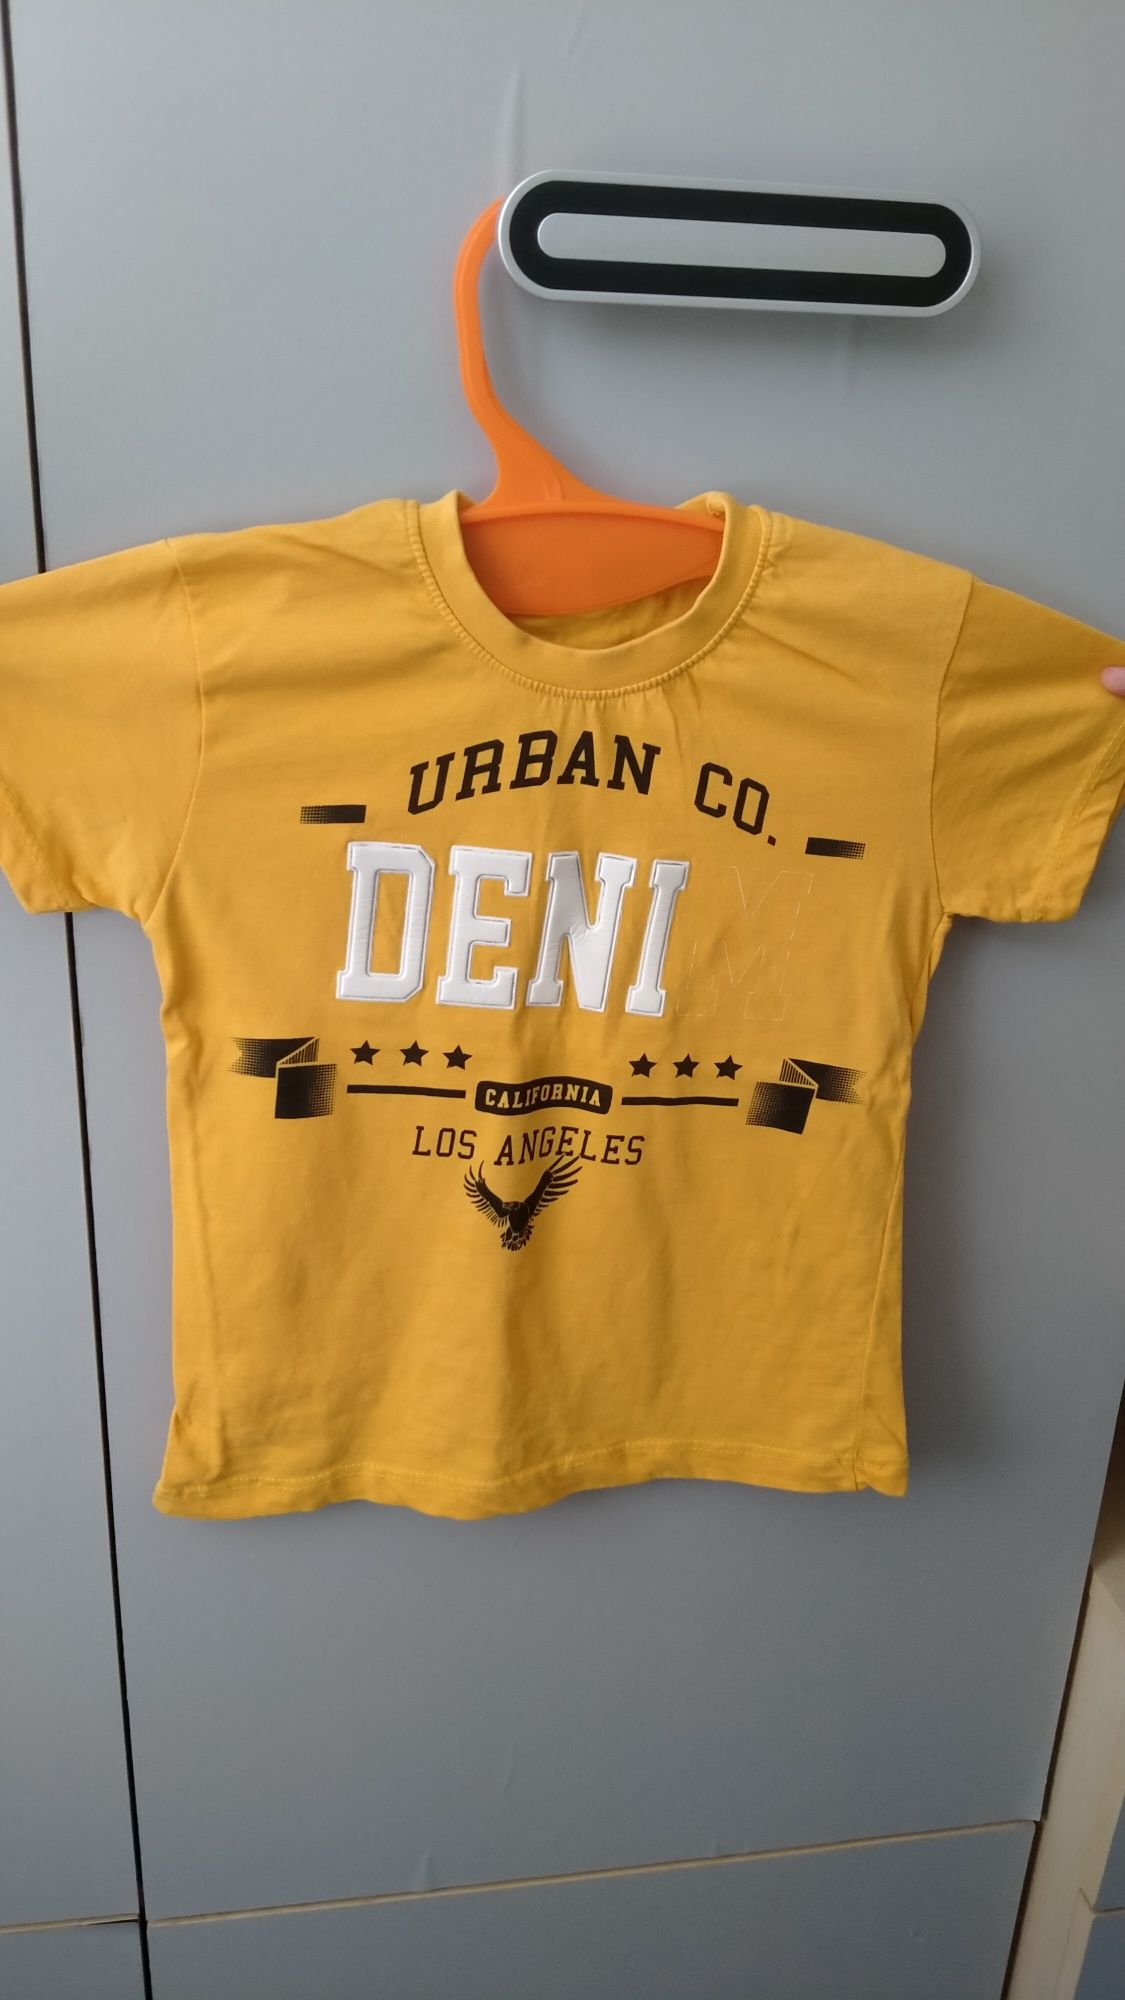 URBAN CO.
DENIM
CALIFORNIA
LOS ANGELES